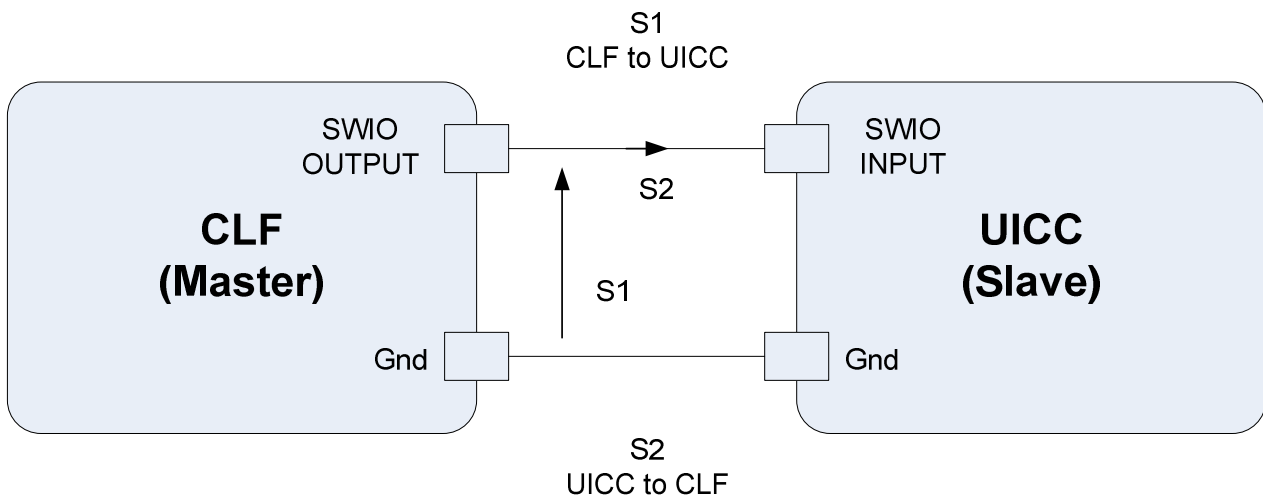 S1
CLF to UICC
SWIO
OUTPUT
SWIO
INPUT
S2
CLF
(Master)
UICC
(Slave)
S1
Gnd
Gnd
S2
UICC to CLF